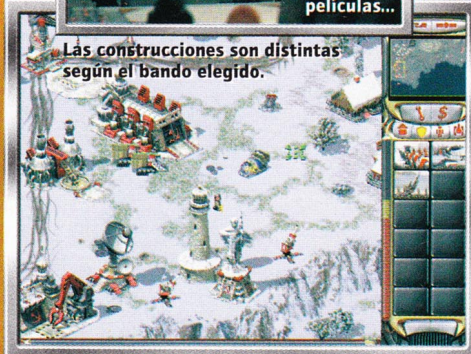 películas...
Las construcciones son distintas
según el bando elegido.
$